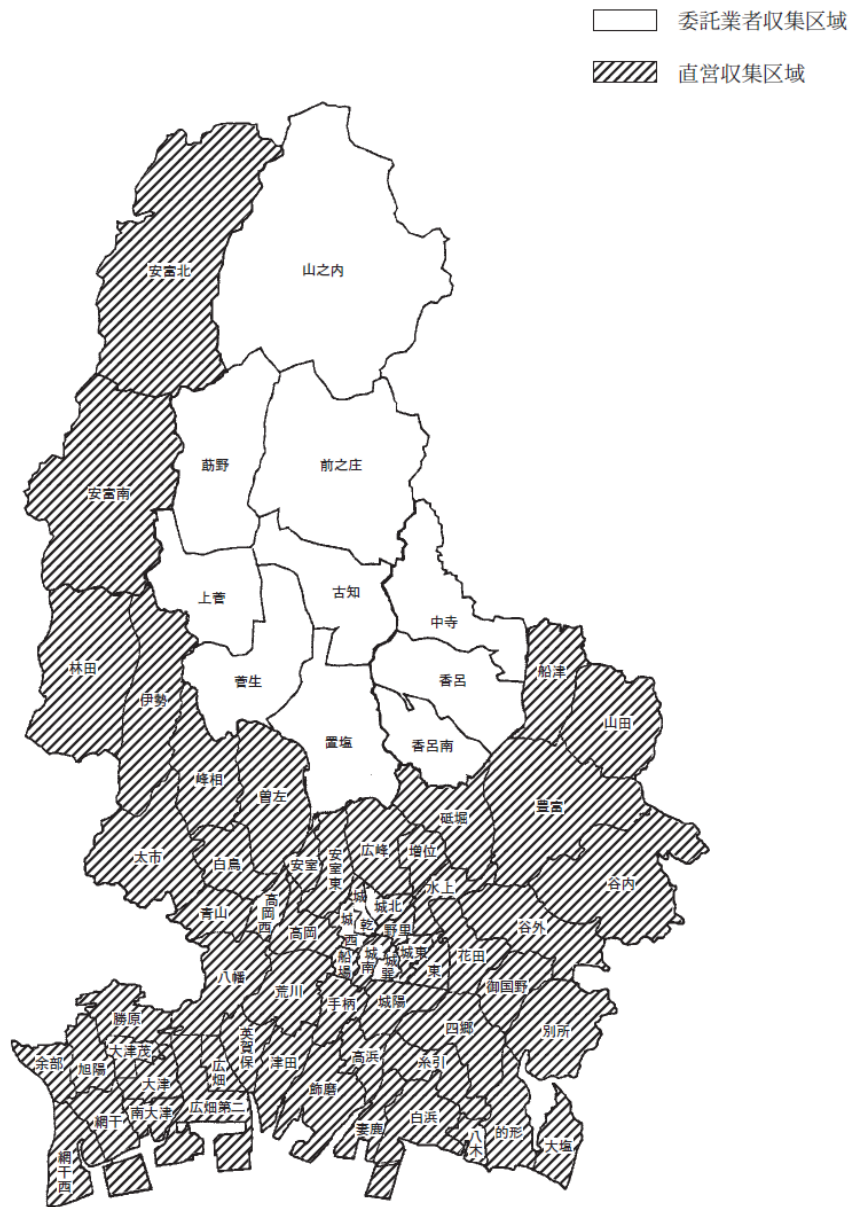 委託業者収集区域
直営収集区域
安富北
山之内
莇野
前之庄
安富南
上菅
古知
中寺
林田
伊勢
菅生
香呂
船津
山田
置塩
香呂南
峰相
曽左
砥堀
豊富
太市
白鳥
安室
安室東
広峰
増位
水上
谷内
青山
高岡西
高岡
城西
城乾
城北
野里
谷外
船場
城南
城巽
城東
東
花田
御国野
八幡
荒川
手柄
城陽
四郷
別所
勝原
英賀保
余部
旭陽
大津茂
大津
広畑
津田
高浜
糸引
網干
南大津
広畑第二
飾磨
妻鹿
白浜
八木
的形
大塩
網干西